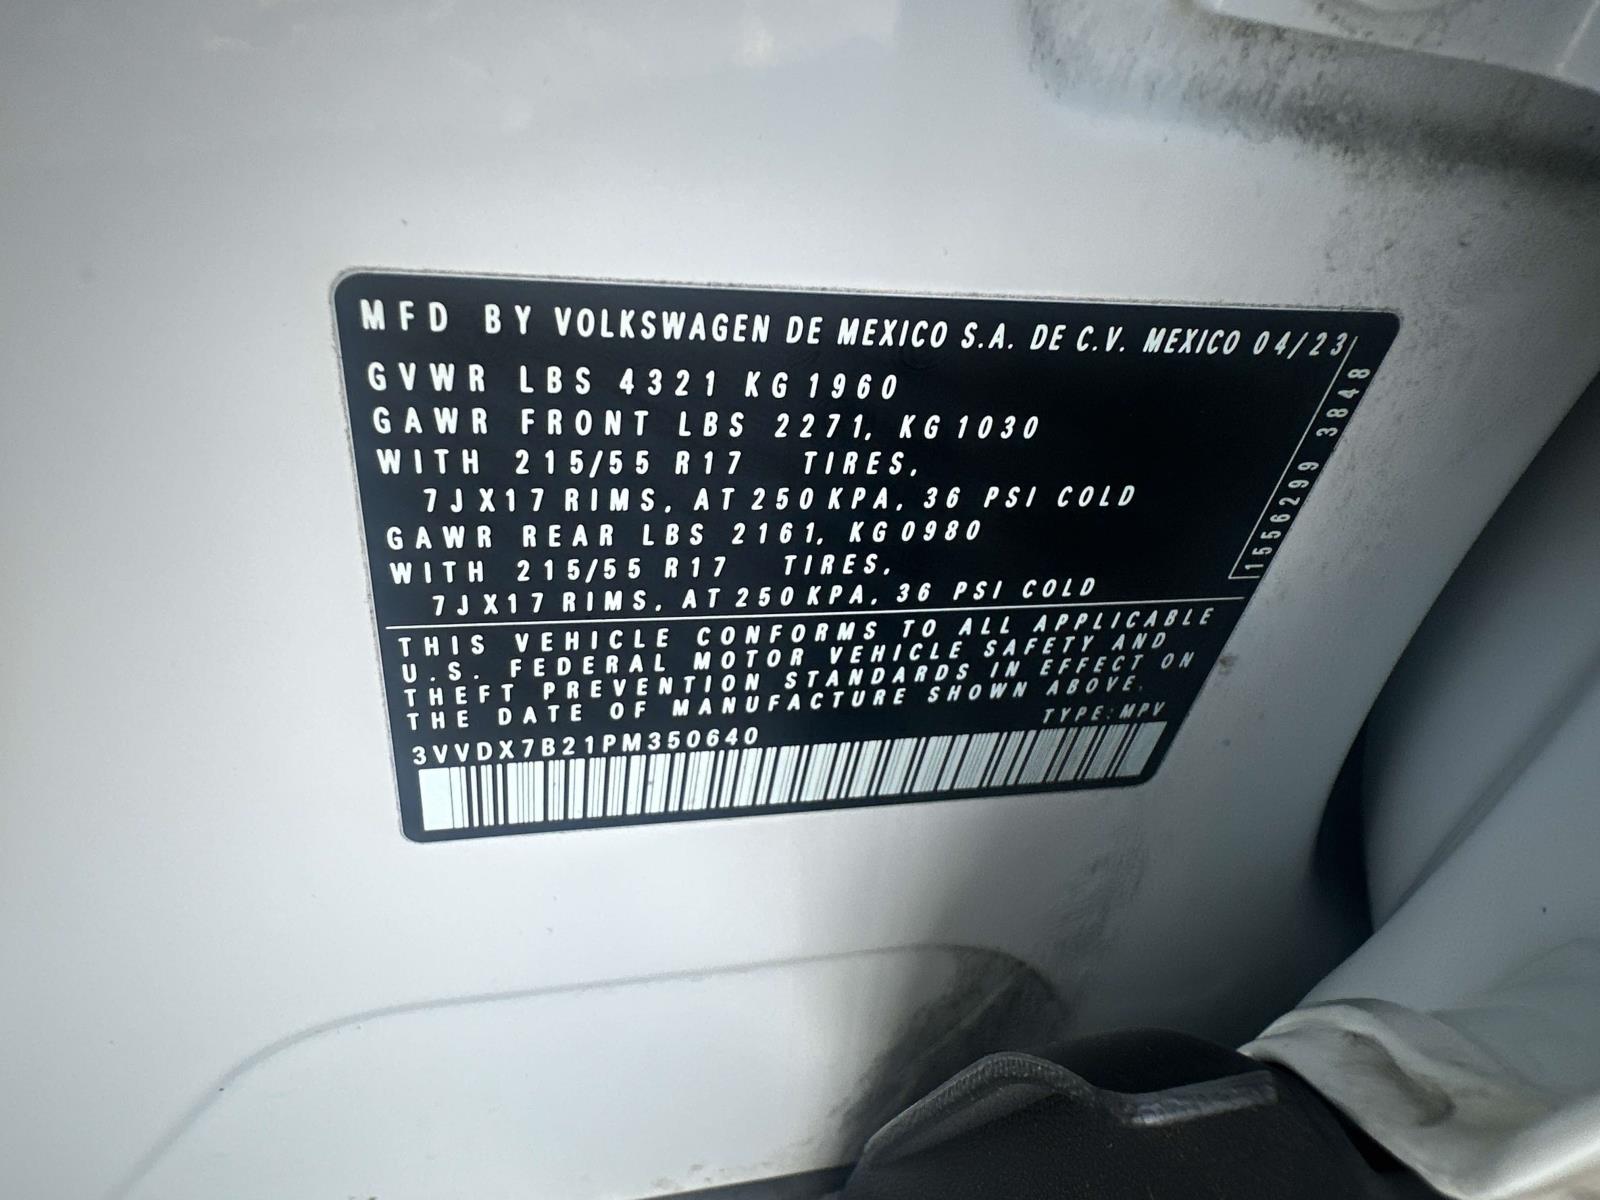 MFD BY VOLKSWAGEN DE MEXICO S.A. DE C.V. MEXICO 04/23
GVWR LBS 4321 KG 1960
GAWR FRONT LBS 2271, KG 1030
WITH 215/55 R17 TIRES,
7JX17 RIMS, AT 250 KPA, 36 PSI COLD
GAWR REAR LBS 2161, KG 0980
WITH 215/55 R17 TIRES,
7JX17 RIMS, AT 250 KPA, 36 PSI COLD
1556299 3848
THIS VEHICLE CONFORMS TO ALL APPLICABLE
U.S. FEDERAL MOTOR VEHICLE SAFETY AND
THEFT PREVENTION STANDARDS IN EFFECT ON
THE DATE OF MANUFACTURE SHOWN ABOVE.
TYPE: MPV
3VVDX7B21PM350640